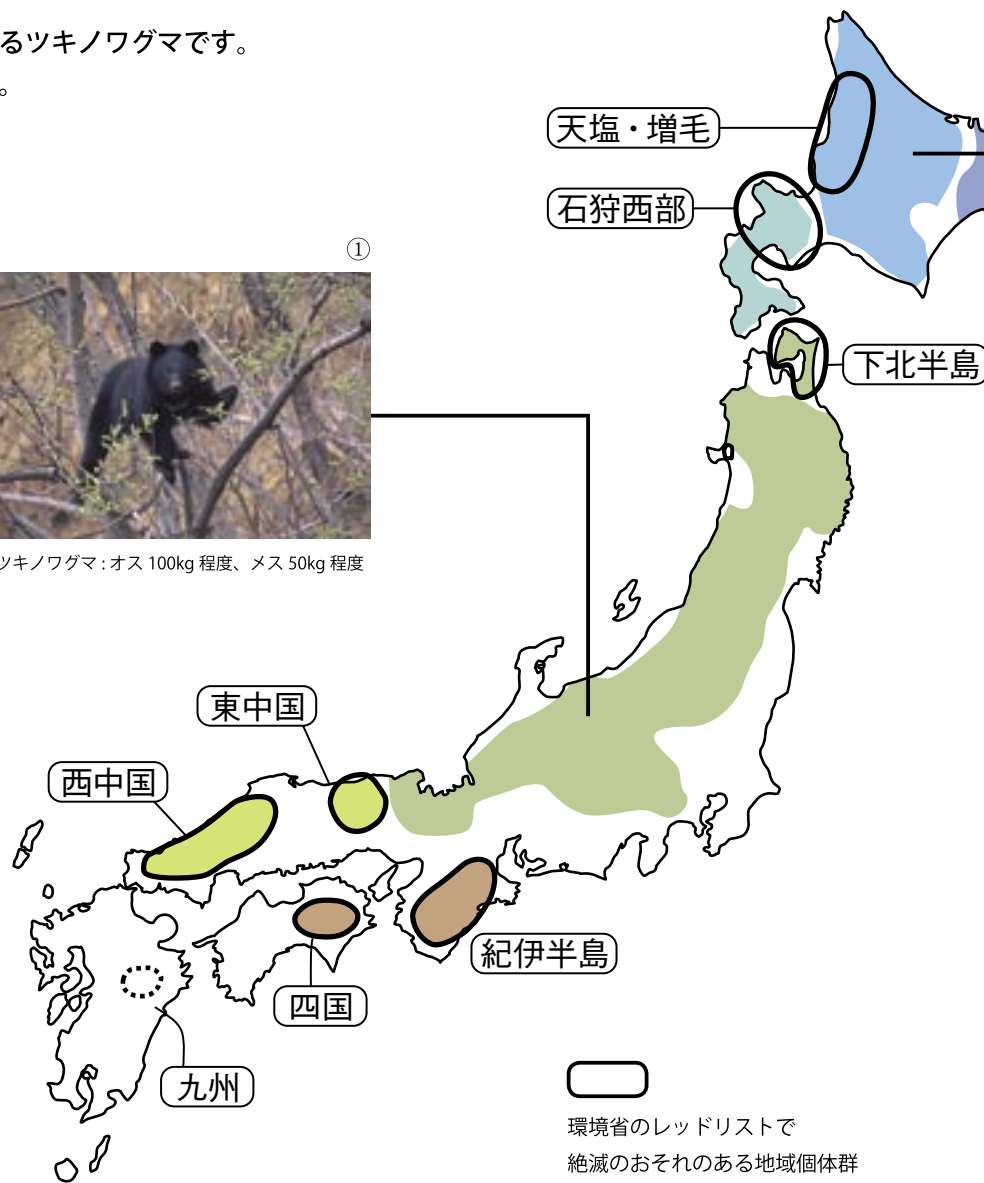 るツキノワグマです。
。
天塩・増毛
石狩西部
①
下北半島
ツキノワグマ : オス 100kg 程度、メス 50kg 程度
東中国
西中国
紀伊半島
四国
九州
環境省のレッドリストで
絶滅のおそれのある地域個体群